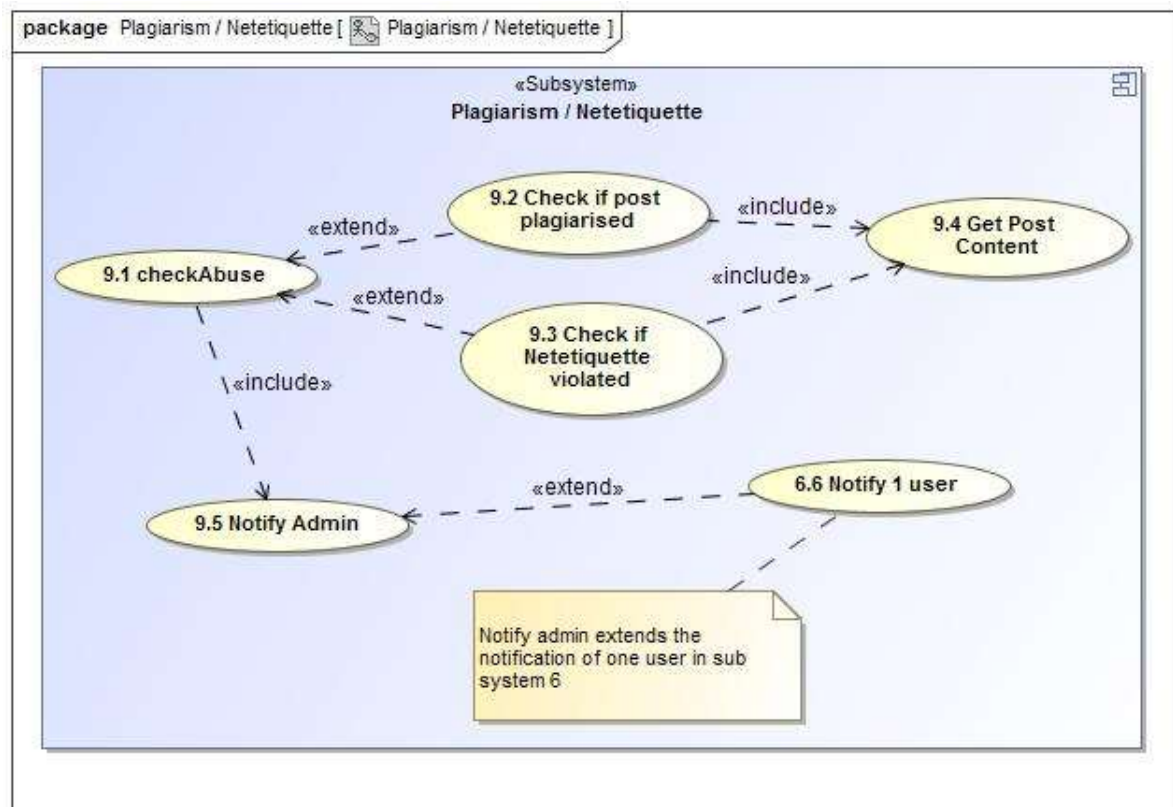 package Plagiarism / Netetiquette [ Plagiarism / Netetiquette ]
«Subsystem»
Plagiarism / Netetiquette
9.2 Check if post
plagiarised
«include»
9.4 Get Post
Content
«extend»
9.1 checkAbuse
«include»
«extend»
9.3 Check if
Netetiquette
violated
«include»
6.6 Notify 1 user
«extend»
9.5 Notify Admin
Notify admin extends the
notification of one user in sub
system 6